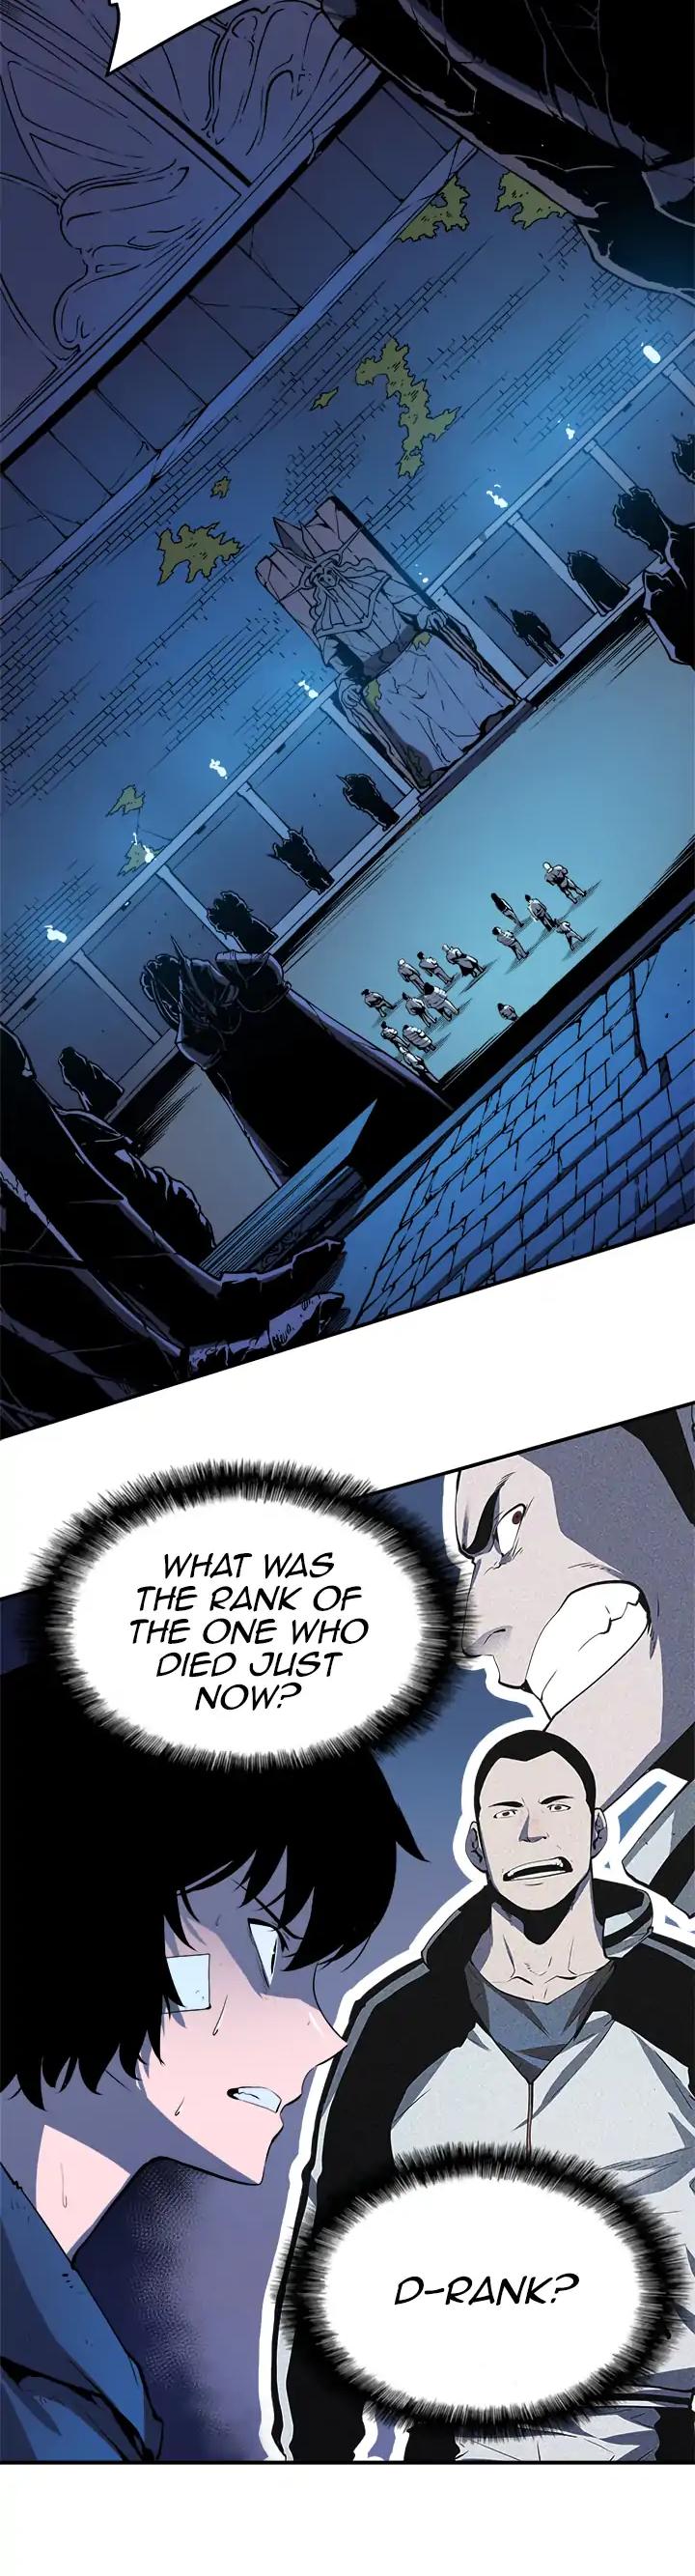 WHAT WAS
THE RANK OF
THE ONE WHO
DIED JUST
NOW?
D-RANK?